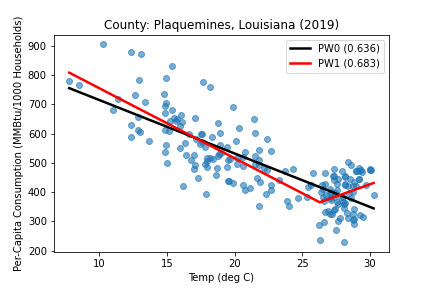 County: Plaquemines, Louisiana (2019)
PW0 (0.636)
PW1 (0.683)
Per-Capita Consumption (MMBtu/1000 Households)
900
800
700
600
500
400
300
200
10 15 20 25 30
Temp (deg C)